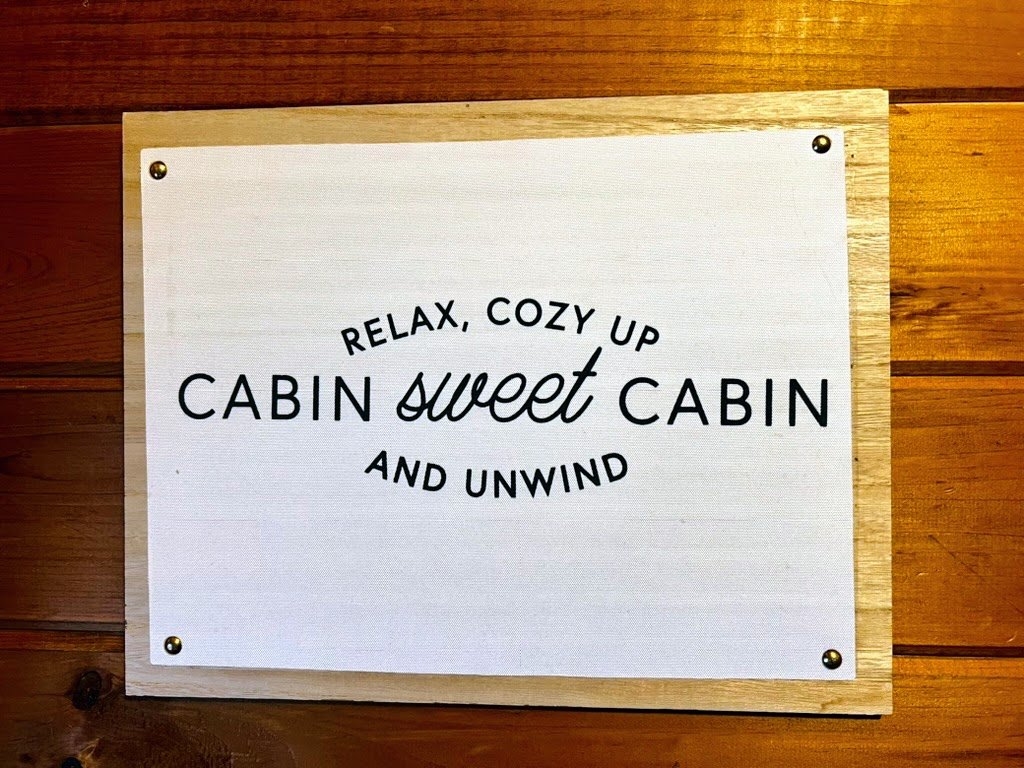 RELAX, COZY UP
CABIN sweet CABIN
AND UNWIND